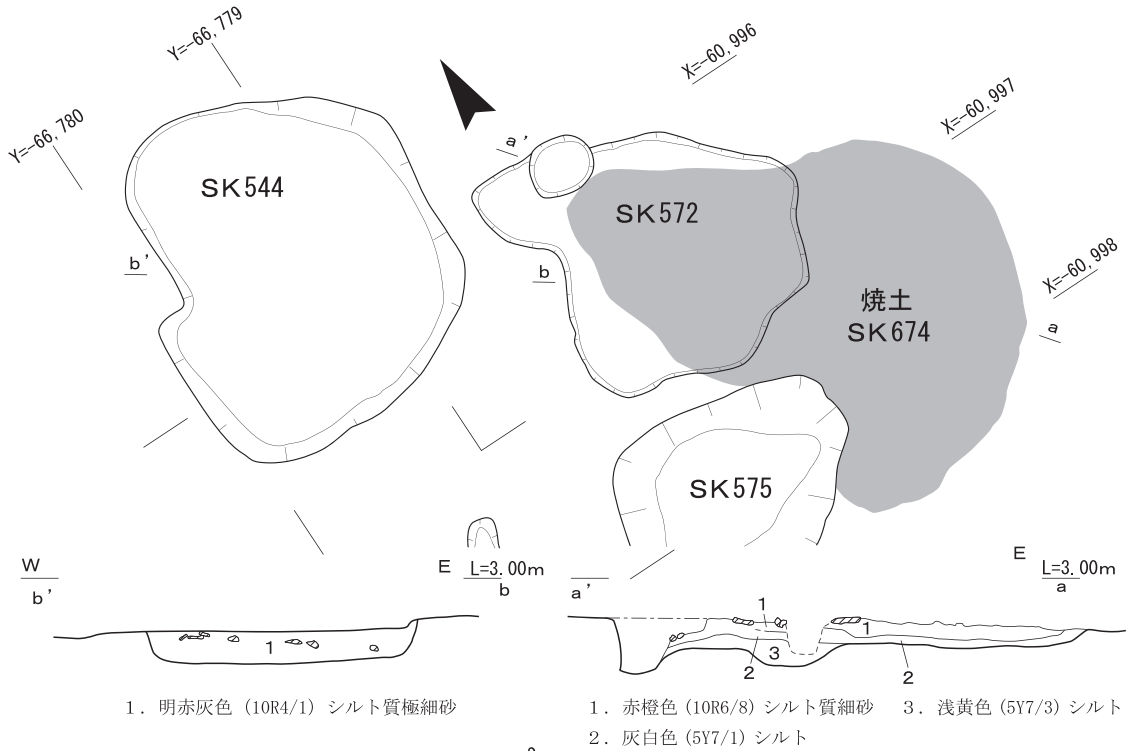 Y=-66,779
X=-60,996
Y=-66,780
X=-60,997
a'
SK544
SK572
b'
b
X=-60,998
焼土
SK674
a
SK575
W
b'
E
L=3.00m
b
a'
E
L=3.00m
a
1
1
1
2
3
2
1．明赤灰色（10R4/1）シルト質極細砂
1．赤橙色（10R6/8）シルト質細砂　3．浅黄色（5Y7/3）シルト
2．灰白色（5Y7/1）シルト